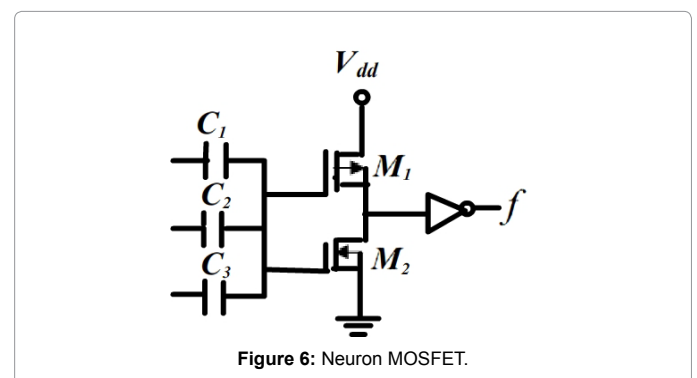 V_dd
C_1
M_1
C_2
f
M_2
C_3
Figure 6: Neuron MOSFET.